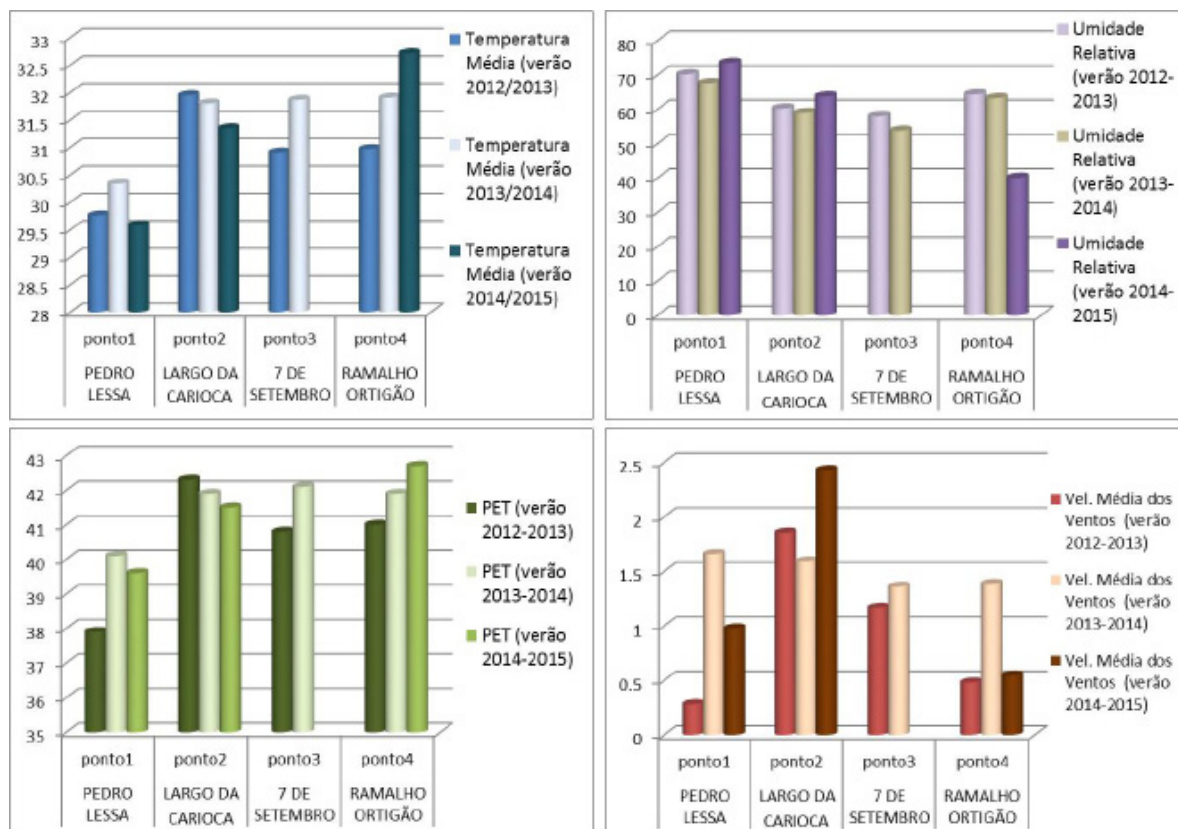 33
32.5
32
31.5
31
30.5
30
29.5
29
28.5
28
ponto1 ponto2 ponto3 ponto4
PEDRO LESSA
LARGO DA CARIOCA
7 DE SETEMBRO
RAMALHO ORTIGÃO
Temperatura
Média (verão
2012/2013)
Temperatura
Média (verão
2013/2014)
Temperatura
Média (verão
2014/2015)
80
70
60
50
40
30
20
10
0
ponto1 ponto2 ponto3 ponto4
PEDRO LESSA
LARGO DA CARIOCA
7 DE SETEMBRO
RAMALHO ORTIGÃO
Umidade
Relativa
(verão 2012-
2013)
Umidade
Relativa
(verão 2013-
2014)
Umidade
Relativa
(verão 2014-
2015)
43
42
41
40
39
38
37
36
35
ponto1 ponto2 ponto3 ponto4
PEDRO LESSA
LARGO DA CARIOCA
7 DE SETEMBRO
RAMALHO ORTIGÃO
PET (verão
2012-2013)
PET (verão
2013-2014)
PET (verão
2014-2015)
2.5
2
1.5
1
0.5
0
ponto1 ponto2 ponto3 ponto4
PEDRO LESSA
LARGO DA CARIOCA
7 DE SETEMBRO
RAMALHO ORTIGÃO
Vel. Média dos
Ventos (verão
2012-2013)
Vel. Média dos
Ventos (verão
2013-2014)
Vel. Média dos
Ventos (verão
2014-2015)